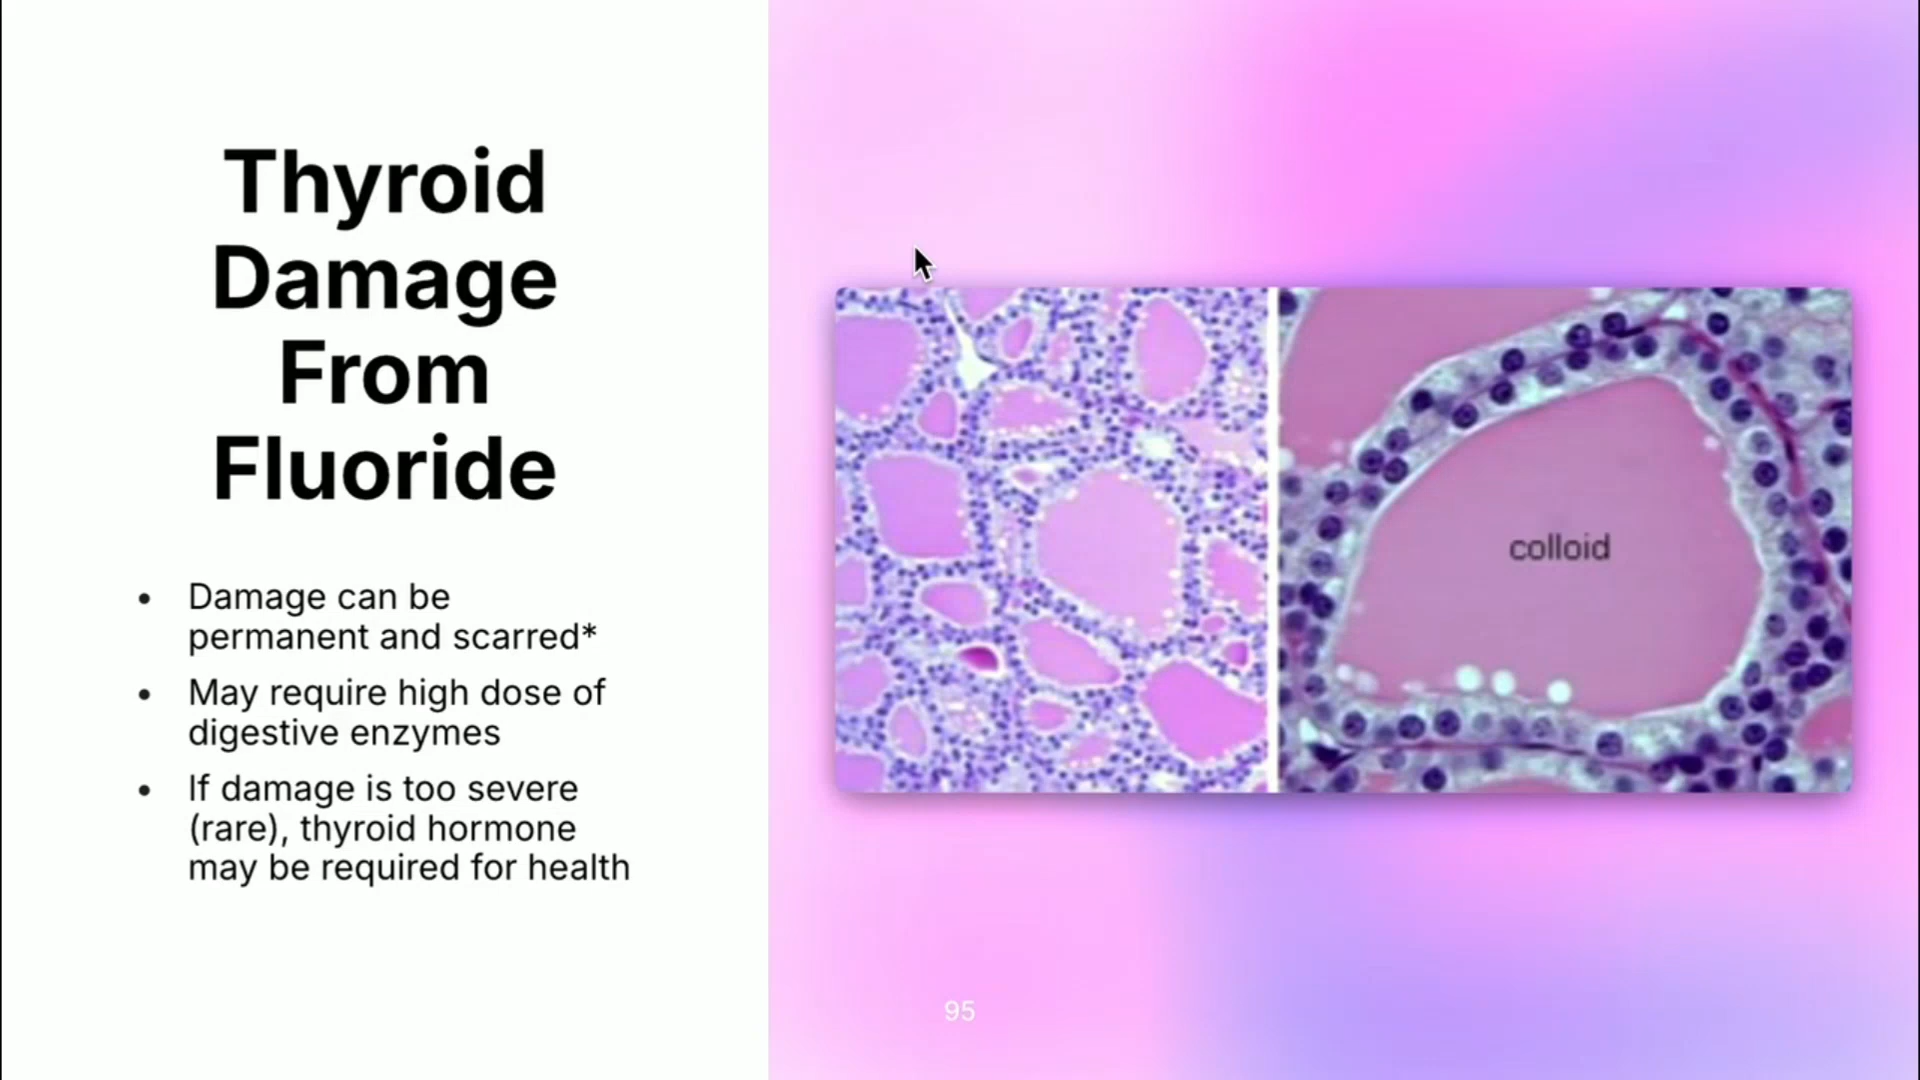 Thyroid
Damage
From
Fluoride
• Damage can be
permanent and scarred*
• May require high dose of
digestive enzymes
• If damage is too severe
(rare), thyroid hormone
may be required for health
colloid
95